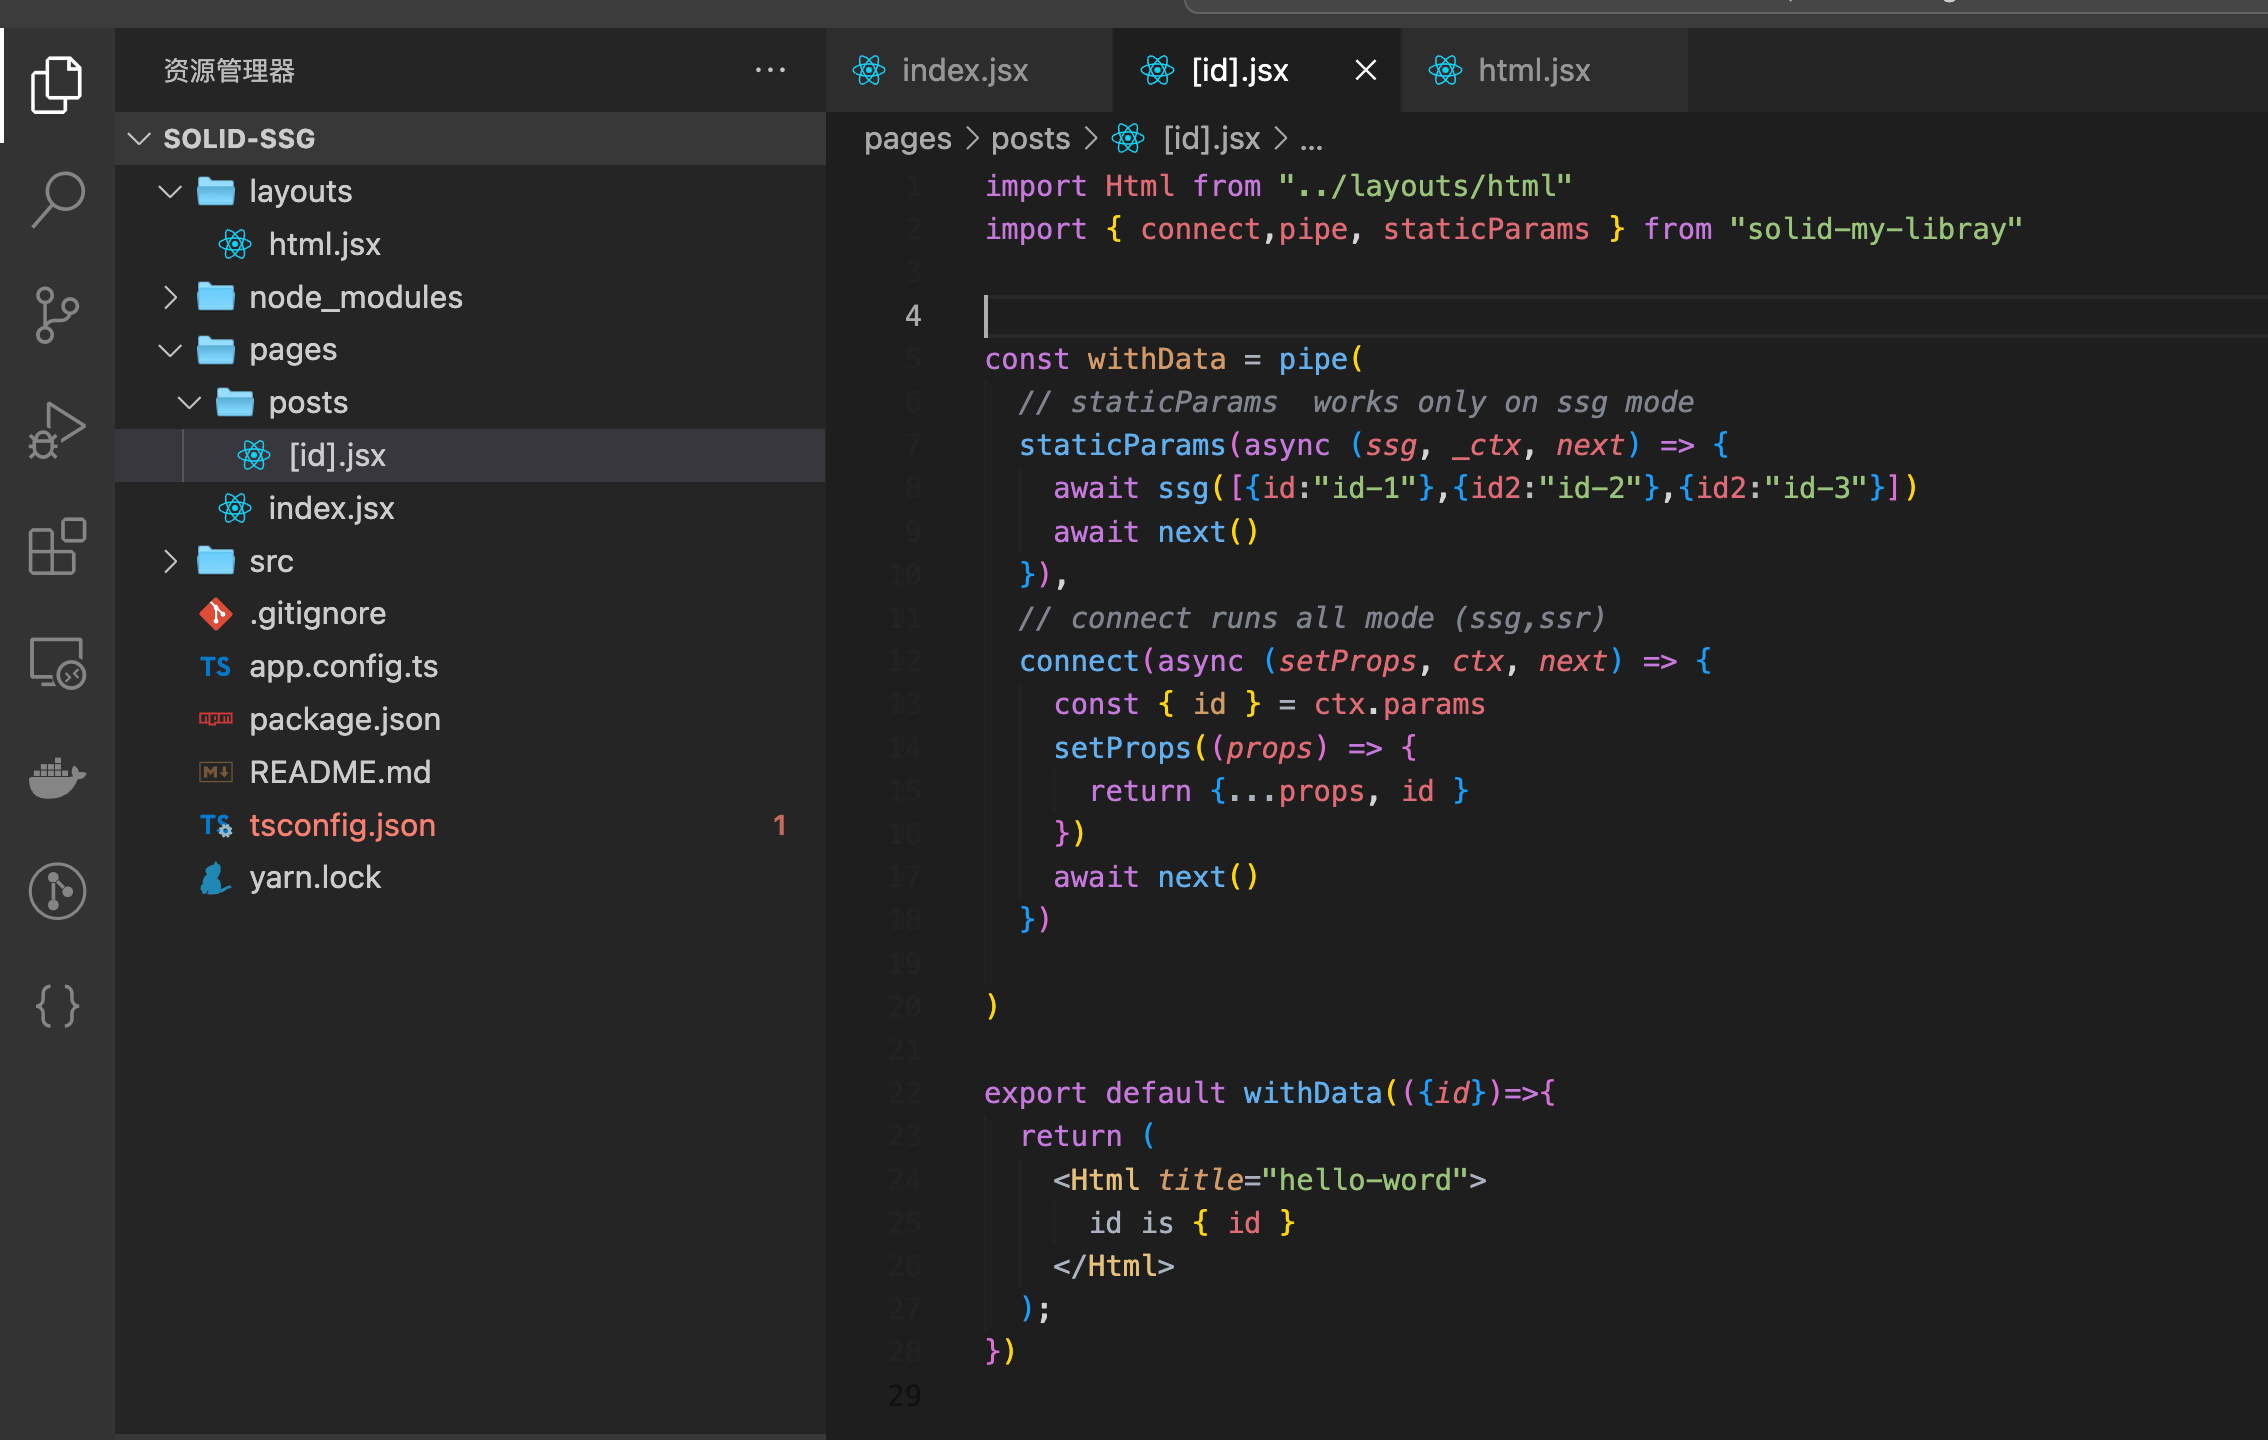 资源管理器
SOLID-SSG
layouts
html.jsx
node_modules
pages
posts
[id].jsx
index.jsx
src
.gitignore
TS app.config.ts
package.json
M↓ README.md
TS tsconfig.json 1
yarn.lock
index.jsx [id].jsx html.jsx
pages > posts > [id].jsx > ...
1 import Html from "../layouts/html"
2 import { connect,pipe, staticParams } from "solid-my-libray"
3
4
5 const withData = pipe(
6   // staticParams  works only on ssg mode
7   staticParams(async (ssg, _ctx, next) => {
8     await ssg([{id:"id-1"},{id2:"id-2"},{id2:"id-3"}])
9     await next()
10   }),
11   // connect runs all mode (ssg,ssr)
12   connect(async (setProps, ctx, next) => {
13     const { id } = ctx.params
14     setProps((props) => {
15       return {...props, id }
16     })
17     await next()
18   })
19
20 )
21
22 export default withData(({id})=>{
23   return (
24     <Html title="hello-word">
25       id is { id }
26     </Html>
27   );
28 })
29